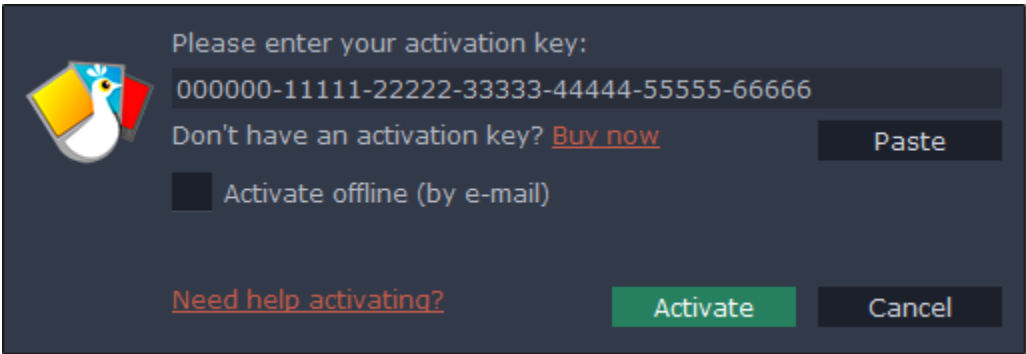 Please enter your activation key:
000000-11111-22222-33333-44444-55555-66666
Don't have an activation key? Buy now
Paste
Activate offline (by e-mail)
Need help activating?
Activate
Cancel